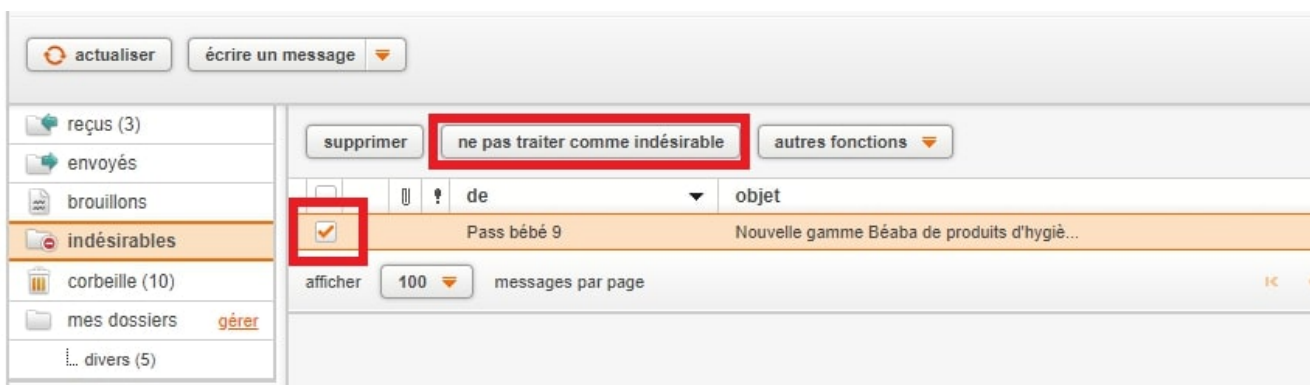 actualiser écrire un message
reçus (3)
envoyés
brouillons
indésirables
corbeille (10)
mes dossiers gérer
divers (5)
supprimer ne pas traiter comme indésirable autres fonctions
de objet
Pass bébé 9 Nouvelle gamme Béaba de produits d'hygiè...
afficher 100 messages par page